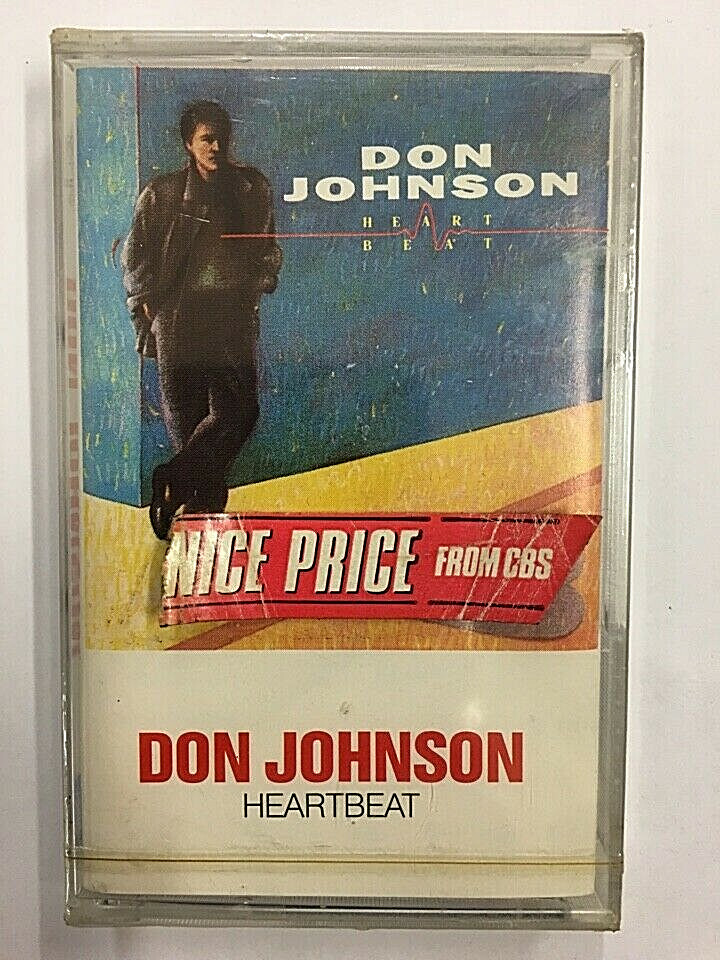 DON
JOHNSON
HEART
BEAT
NICE PRICE FROM CBS
DON JOHNSON
HEARTBEAT